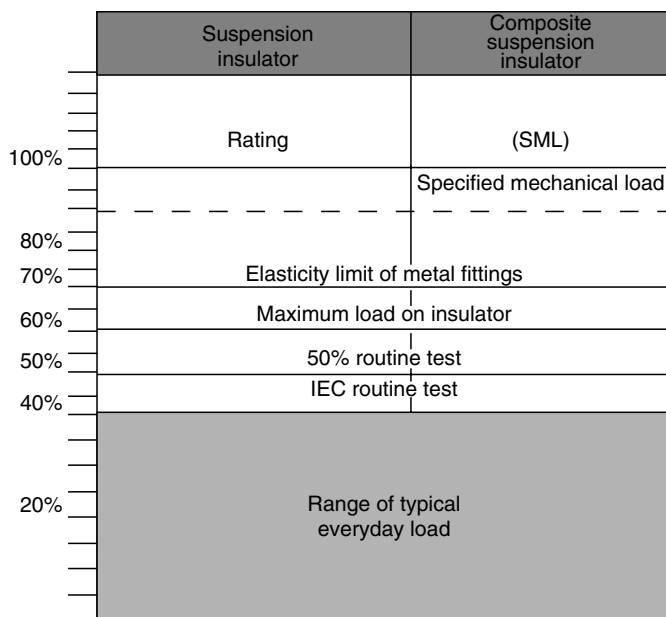 Suspension
insulator
Composite
suspension
insulator
Rating
(SML)
100%
Specified mechanical load
80%
70%
Elasticity limit of metal fittings
60%
Maximum load on insulator
50%
50% routine test
40%
IEC routine test
20%
Range of typical
everyday load